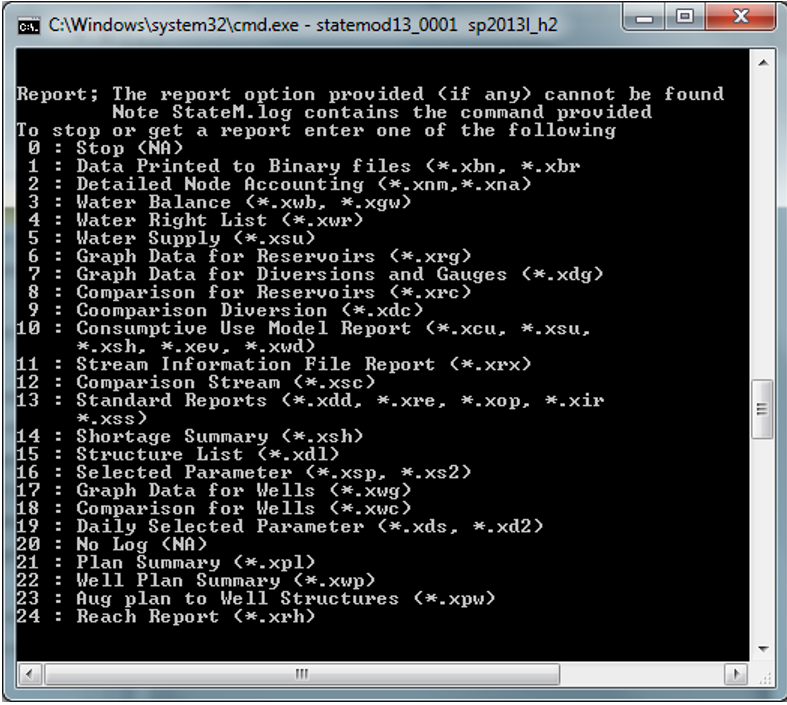 C:\Windows\system32\cmd.exe - statemod13_0001 sp2013l_h2
Report; The report option provided (if any) cannot be found
Note StateM.log contains the command provided
To stop or get a report enter one of the following
0 : Stop (NA)
1 : Data Printed to Binary files (*.xbn, *.xbr
2 : Detailed Node Accounting (*.xnm,*.xna)
3 : Water Balance (*.xwb, *.xgw)
4 : Water Right List (*.xwr)
5 : Water Supply (*.xsu)
6 : Graph Data for Reservoirs (*.xrg)
7 : Graph Data for Diversions and Gauges (*.xdg)
8 : Comparison for Reservoirs (*.xrc)
9 : Coomparison Diversion (*.xdc)
10 : Consumptive Use Model Report (*.xcu, *.xsu,
*.xsh, *.xev, *.xwd)
11 : Stream Information File Report (*.xrx)
12 : Comparison Stream (*.xsc)
13 : Standard Reports (*.xdd, *.xre, *.xop, *.xir
*.xss)
14 : Shortage Summary (*.xsh)
15 : Structure List (*.xdl)
16 : Selected Parameter (*.xsp, *.xs2)
17 : Graph Data for Wells (*.xwg)
18 : Comparison for Wells (*.xwc)
19 : Daily Selected Parameter (*.xds, *.xd2)
20 : No Log (NA)
21 : Plan Summary (*.xpl)
22 : Well Plan Summary (*.xwp)
23 : Aug plan to Well Structures (*.xpw)
24 : Reach Report (*.xrh)